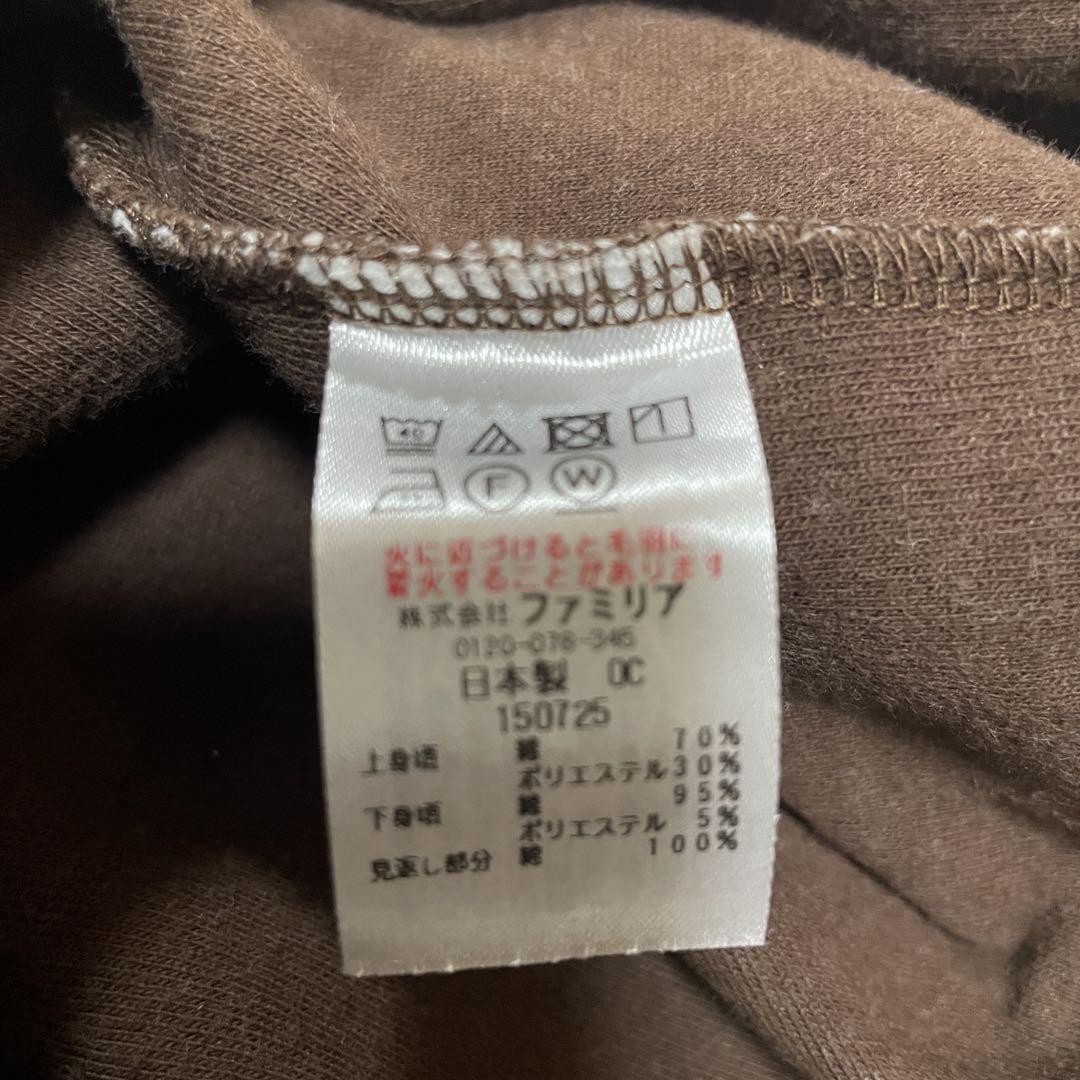 40
F W
火に近づけると毛羽に
着火することがあります
株式会社 ファミリア
0120-078-345
日本製 OC
150725
上身頃 綿 70%
ポリエステル 30%
下身頃 綿 95%
ポリエステル 5%
見返し部分 綿 100%